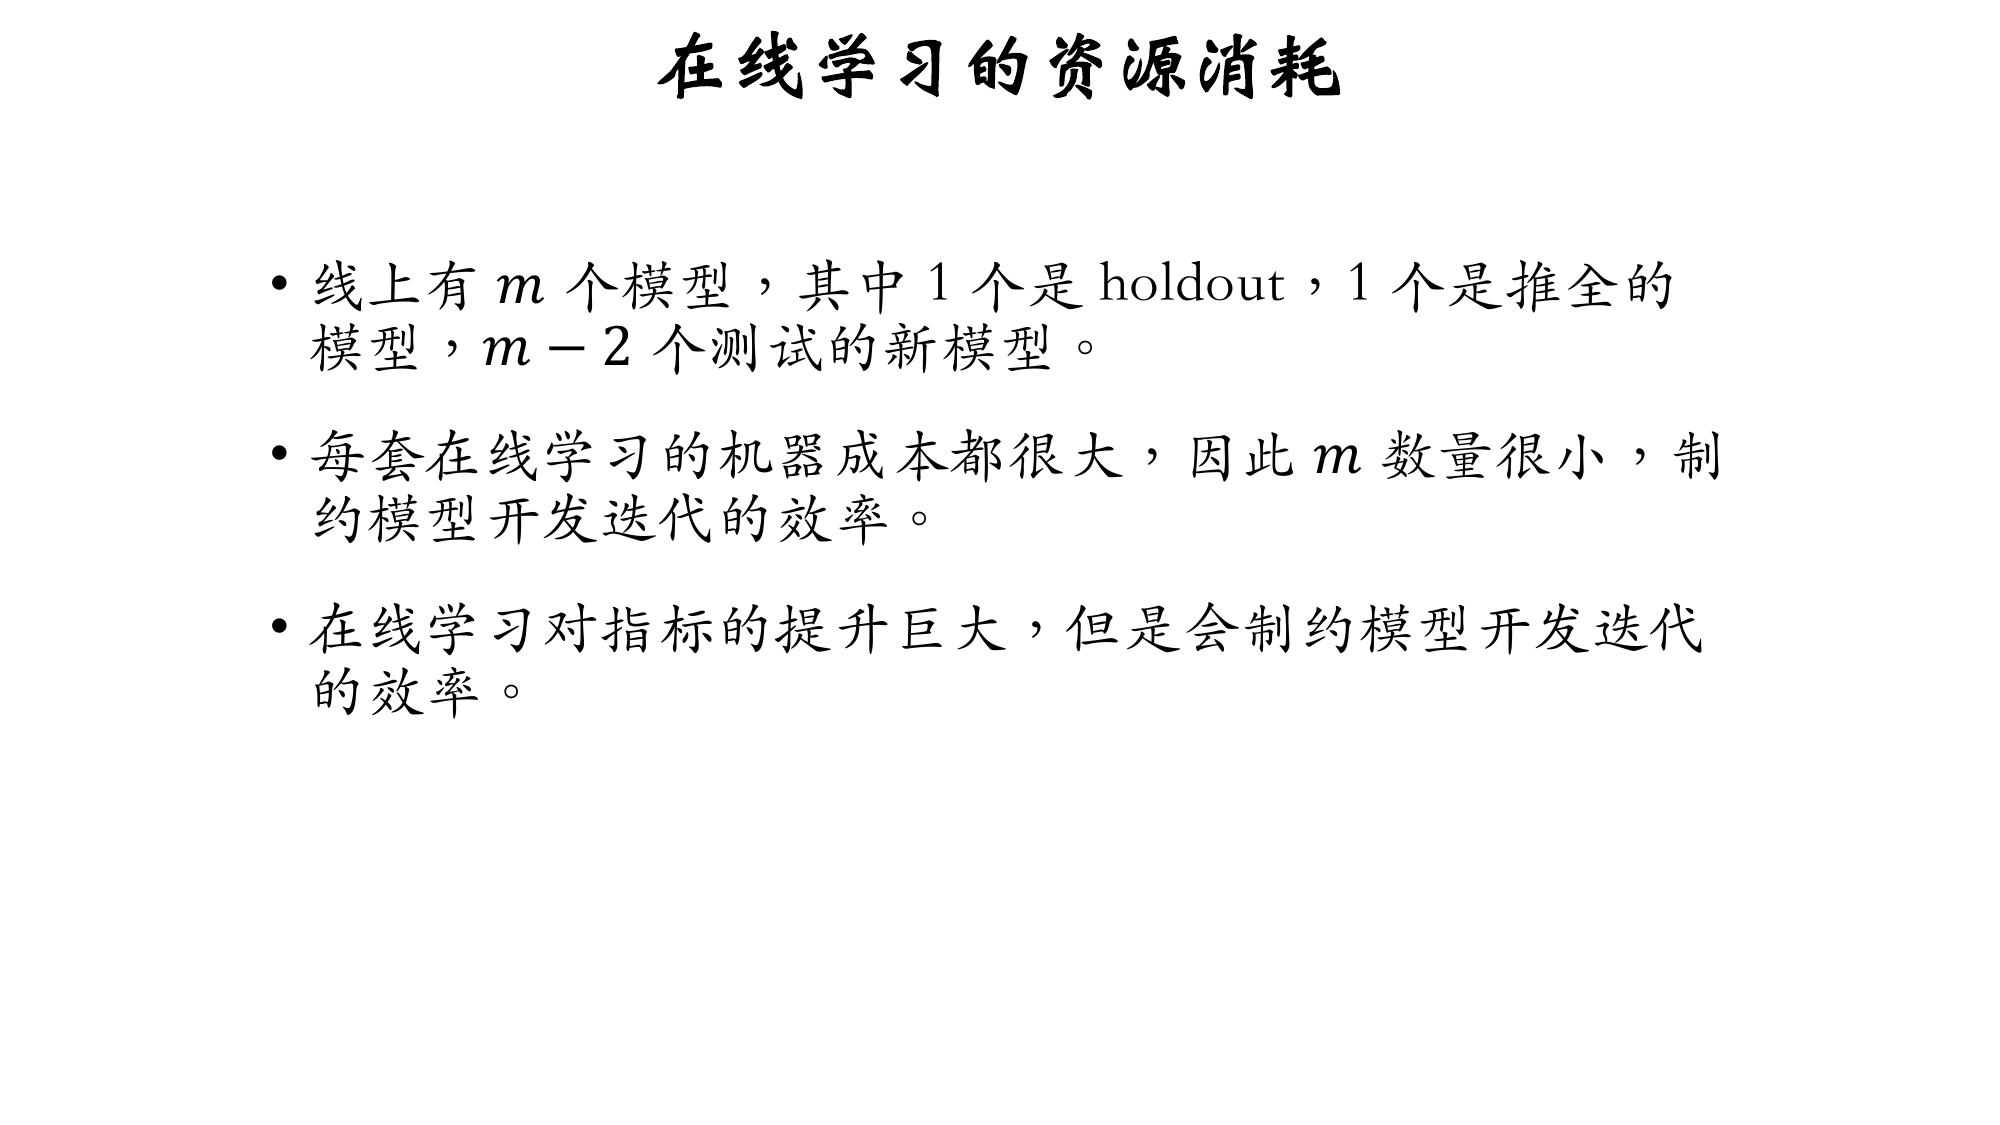 在线学习的资源消耗
• 线上有 m 个模型，其中 1 个是 holdout，1 个是推全的
模型，m − 2 个测试的新模型。
• 每套在线学习的机器成本都很大，因此 m 数量很小，制
约模型开发迭代的效率。
• 在线学习对指标的提升巨大，但是会制约模型开发迭代
的效率。